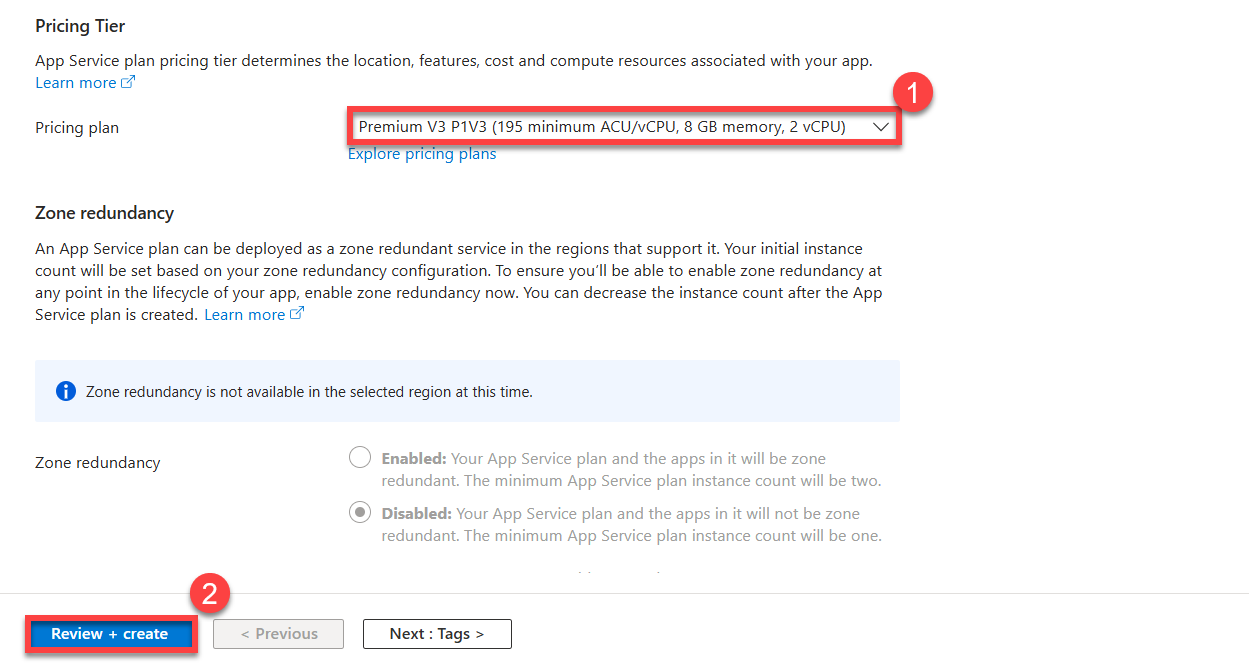 Pricing Tier
App Service plan pricing tier determines the location, features, cost and compute resources associated with your app.
Learn more
1
Pricing plan
Premium V3 P1V3 (195 minimum ACU/vCPU, 8 GB memory, 2 vCPU)
Explore pricing plans
Zone redundancy
An App Service plan can be deployed as a zone redundant service in the regions that support it. Your initial instance
count will be set based on your zone redundancy configuration. To ensure you'll be able to enable zone redundancy at
any point in the lifecycle of your app, enable zone redundancy now. You can decrease the instance count after the App
Service plan is created. Learn more
Zone redundancy is not available in the selected region at this time.
Zone redundancy
Enabled: Your App Service plan and the apps in it will be zone
redundant. The minimum App Service plan instance count will be two.
Disabled: Your App Service plan and the apps in it will not be zone
redundant. The minimum App Service plan instance count will be one.
2
Review + create
< Previous
Next : Tags >